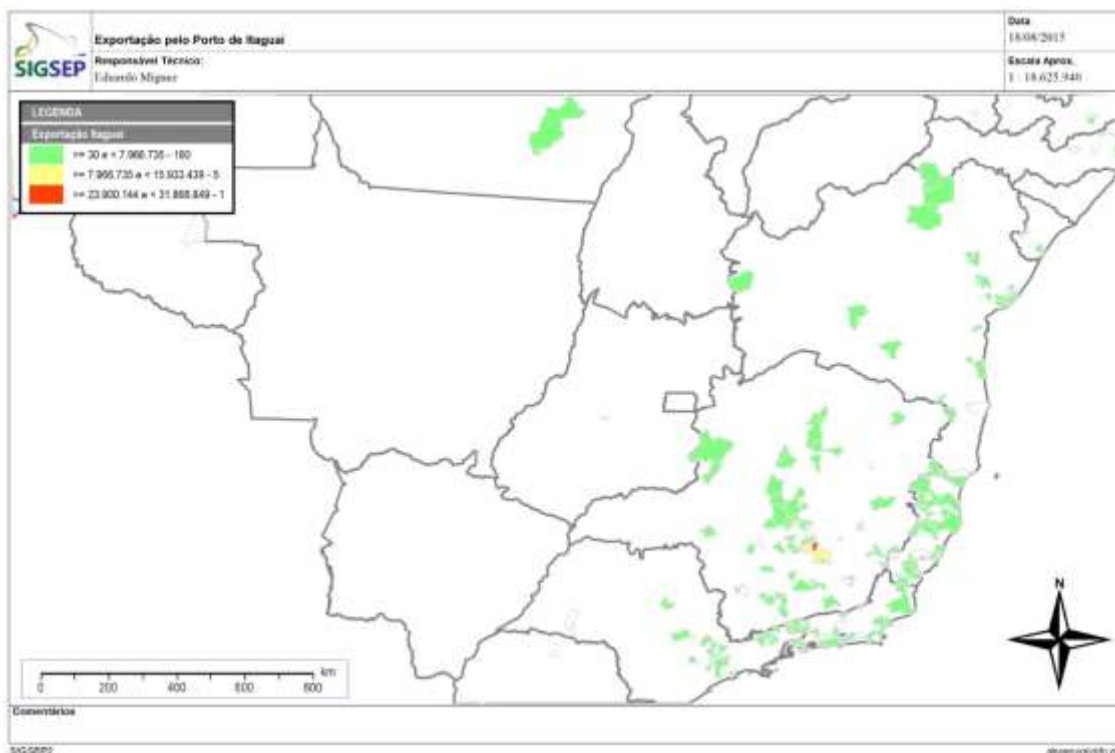 SIGSEP
Exportação pelo Porto de Itaguaí
Responsável Técnico:
Eduardo Migner
Data
18/08/2015
Escala Aprox.
1 : 10.625.940
LEGENDA
Exportação Itaguaí
>= 30 e < 7.966.735 - 160
>= 7.966.735 e < 15.933.439 - 5
>= 23.900.144 e < 31.866.849 - 1
N
km
0 200 400 600 800
Comentários